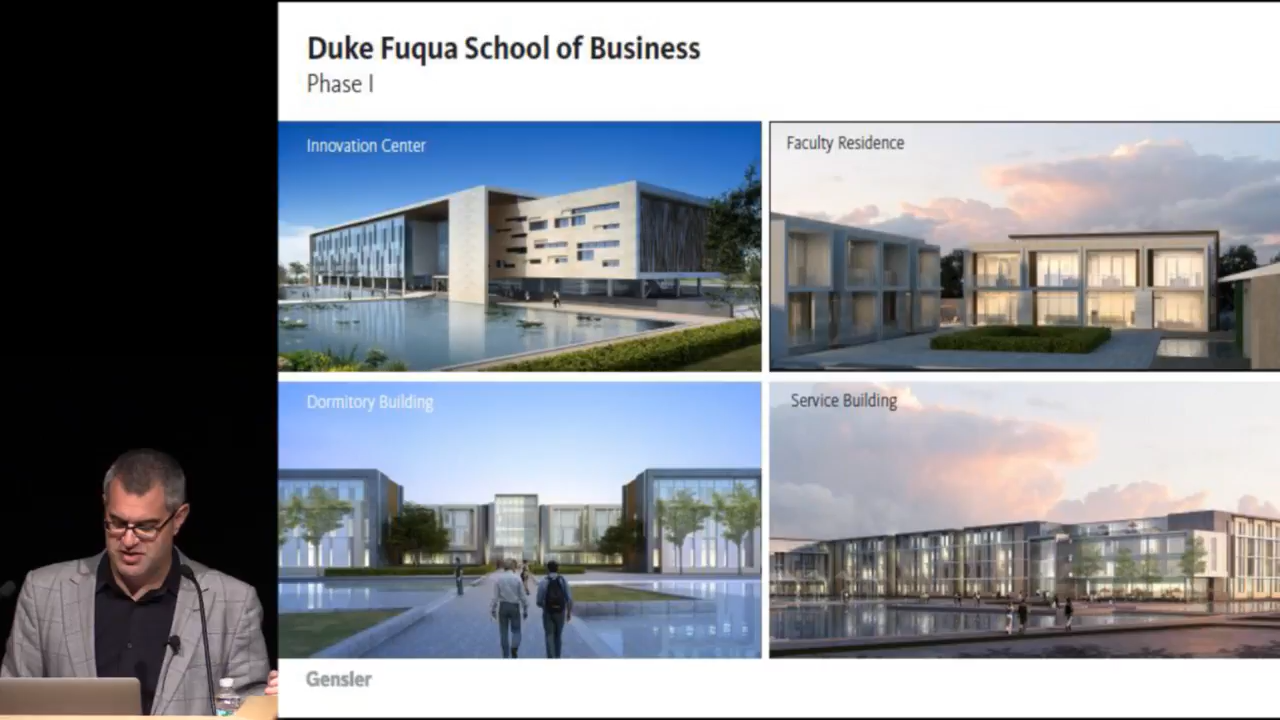 Duke Fuqua School of Business
Phase I
Innovation Center
Faculty Residence
Dormitory Building
Service Building
Gensler